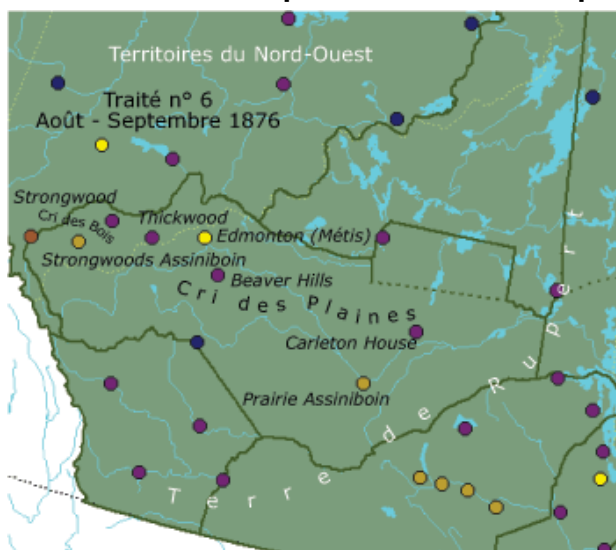 Territoires du Nord-Ouest
Traité n° 6
Août - Septembre 1876
Strongwood
Cri des Bois
Thickwood
Edmonton (Métis)
Strongwoods Assiniboin
Beaver Hills
Cri des Plaines
Carleton House
Prairie Assiniboin
Terre de Rupert